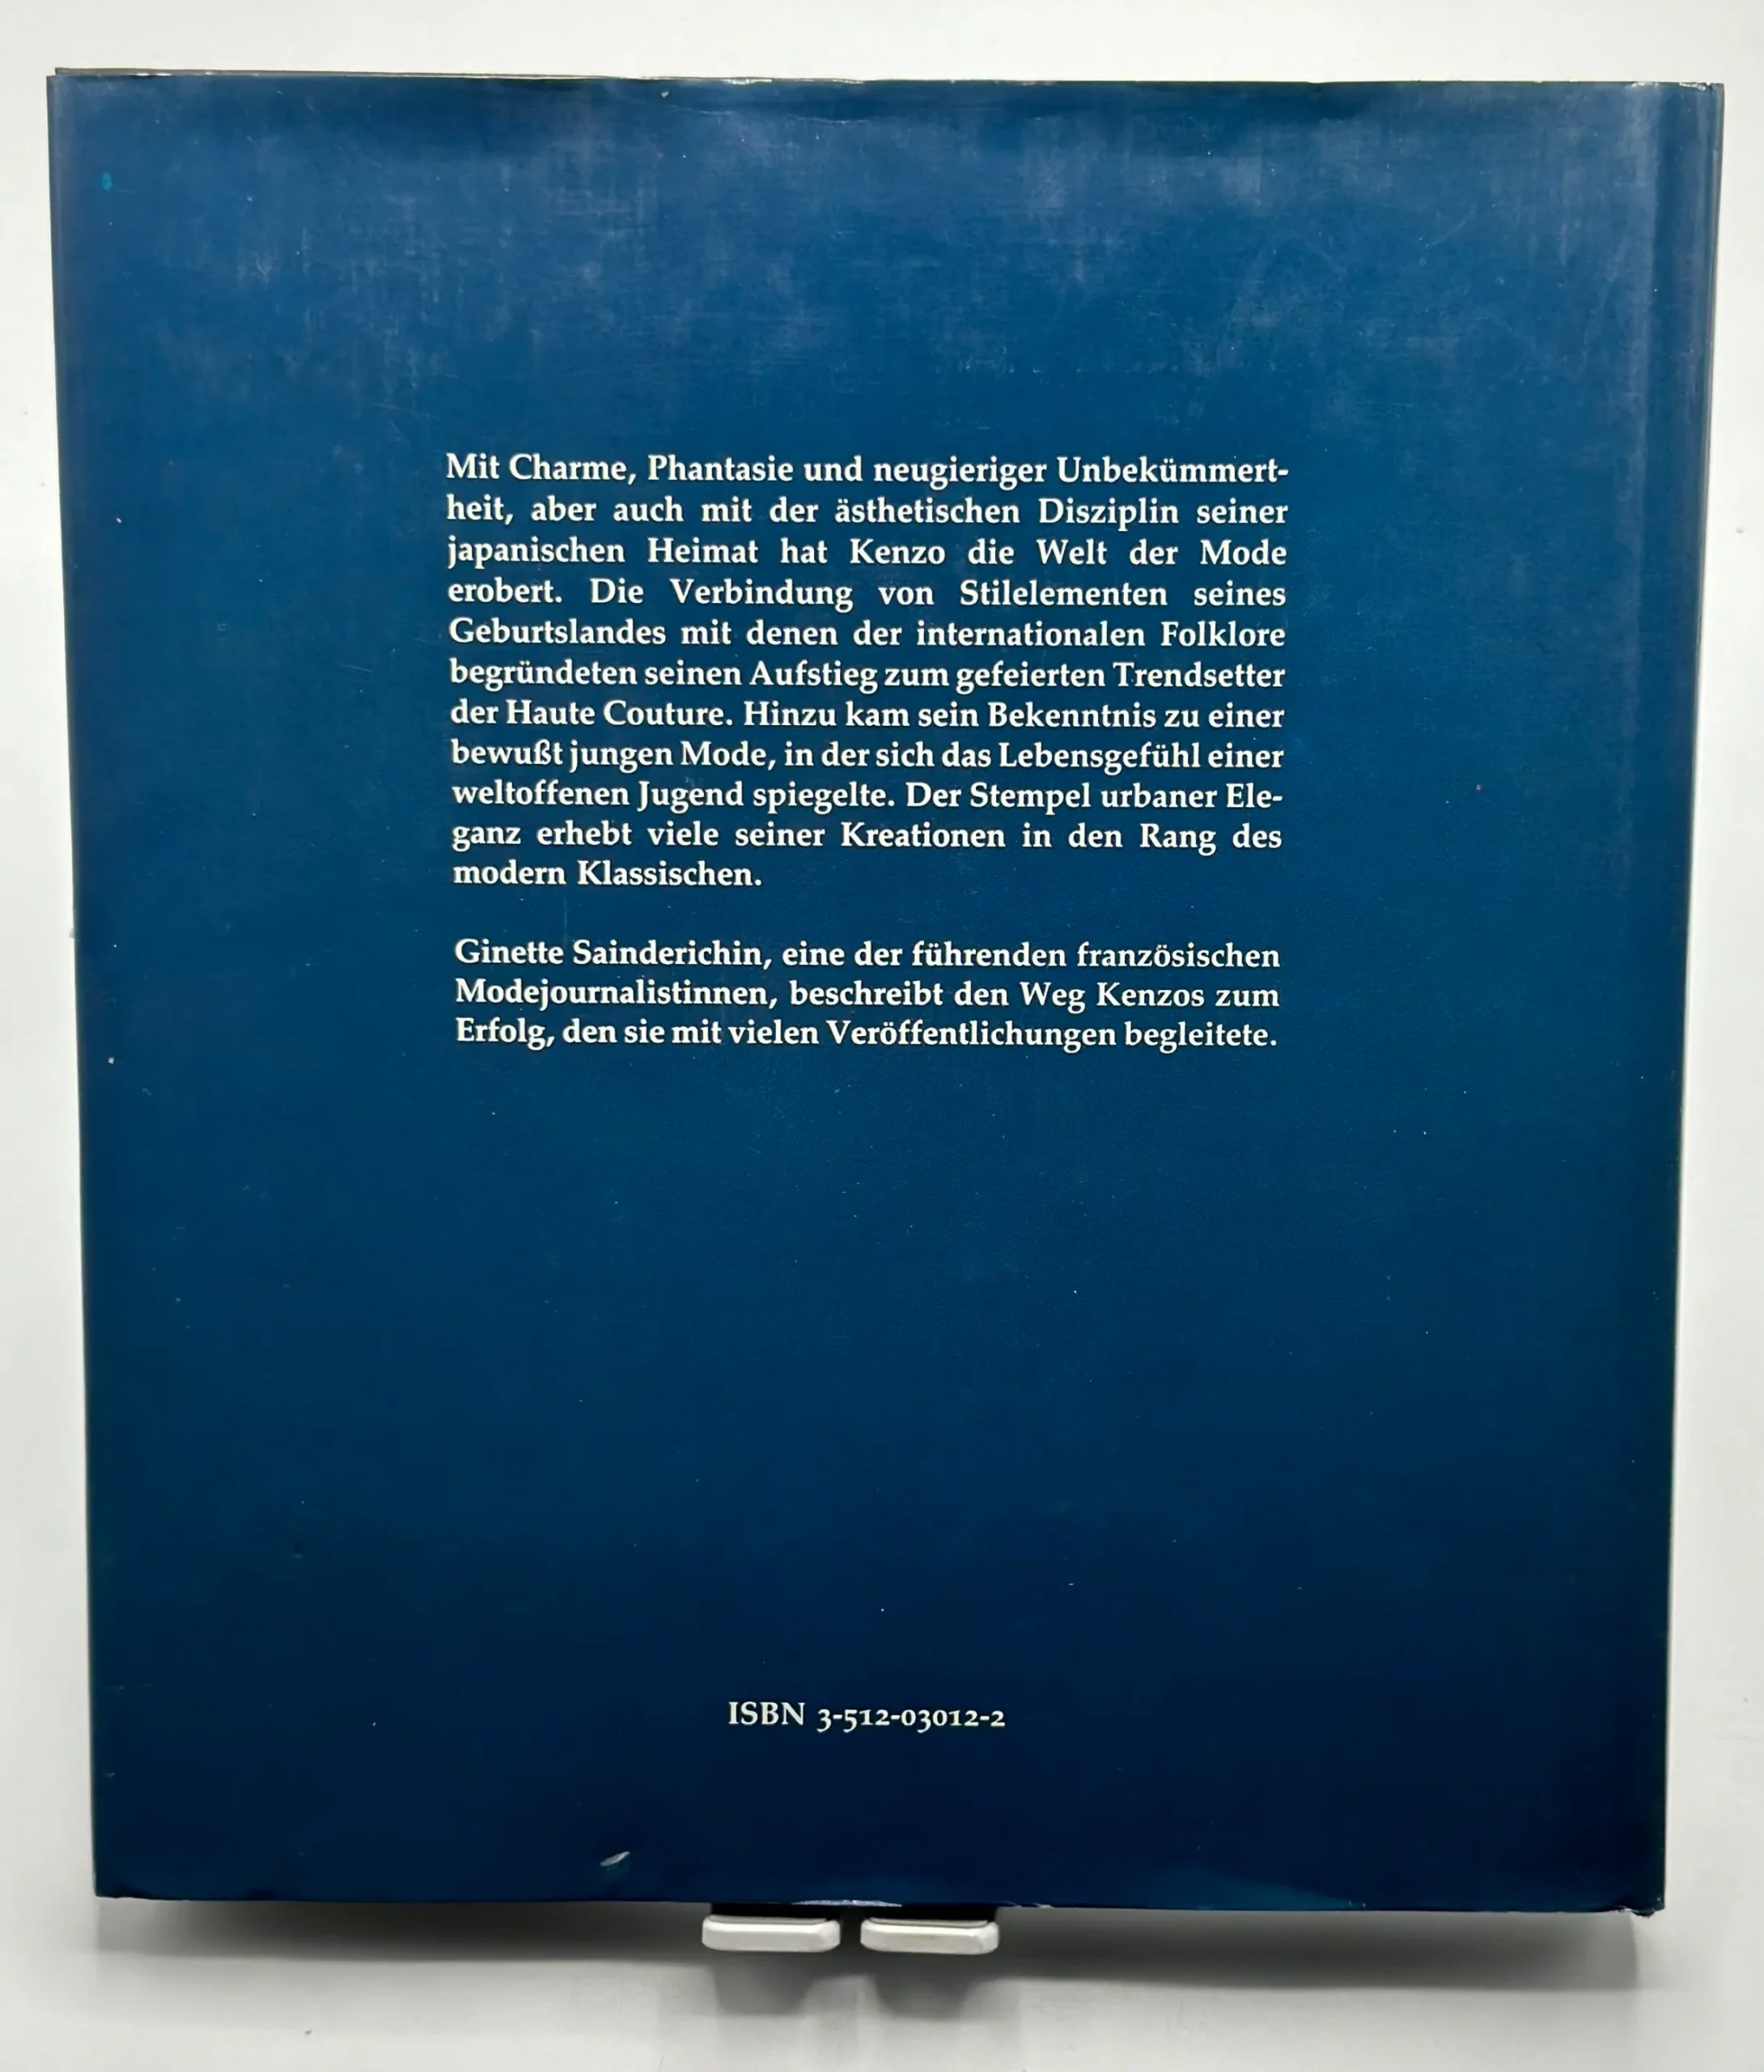 Mit Charme, Phantasie und neugieriger Unbekümmert-
heit, aber auch mit der ästhetischen Disziplin seiner
japanischen Heimat hat Kenzo die Welt der Mode
erobert. Die Verbindung von Stilelementen seines
Geburtslandes mit denen der internationalen Folklore
begründeten seinen Aufstieg zum gefeierten Trendsetter
der Haute Couture. Hinzu kam sein Bekenntnis zu einer
bewußt jungen Mode, in der sich das Lebensgefühl einer
weltoffenen Jugend spiegelte. Der Stempel urbaner Ele-
ganz erhebt viele seiner Kreationen in den Rang des
modern Klassischen.
Ginette Sainderichin, eine der führenden französischen
Modejournalistinnen, beschreibt den Weg Kenzos zum
Erfolg, den sie mit vielen Veröffentlichungen begleitete.
ISBN 3-512-03012-2